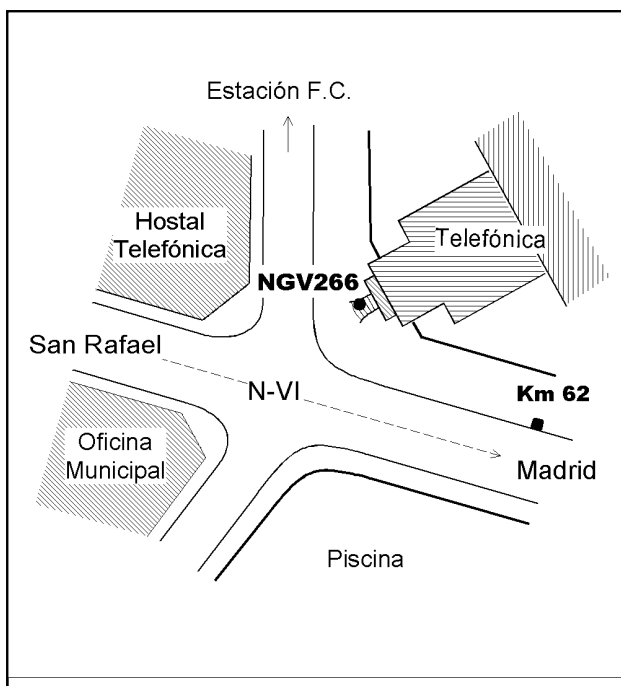 Estación F.C.
Hostal
Telefónica
Telefónica
NGV266
San Rafael
N-VI
Km 62
Oficina
Municipal
Madrid
Piscina